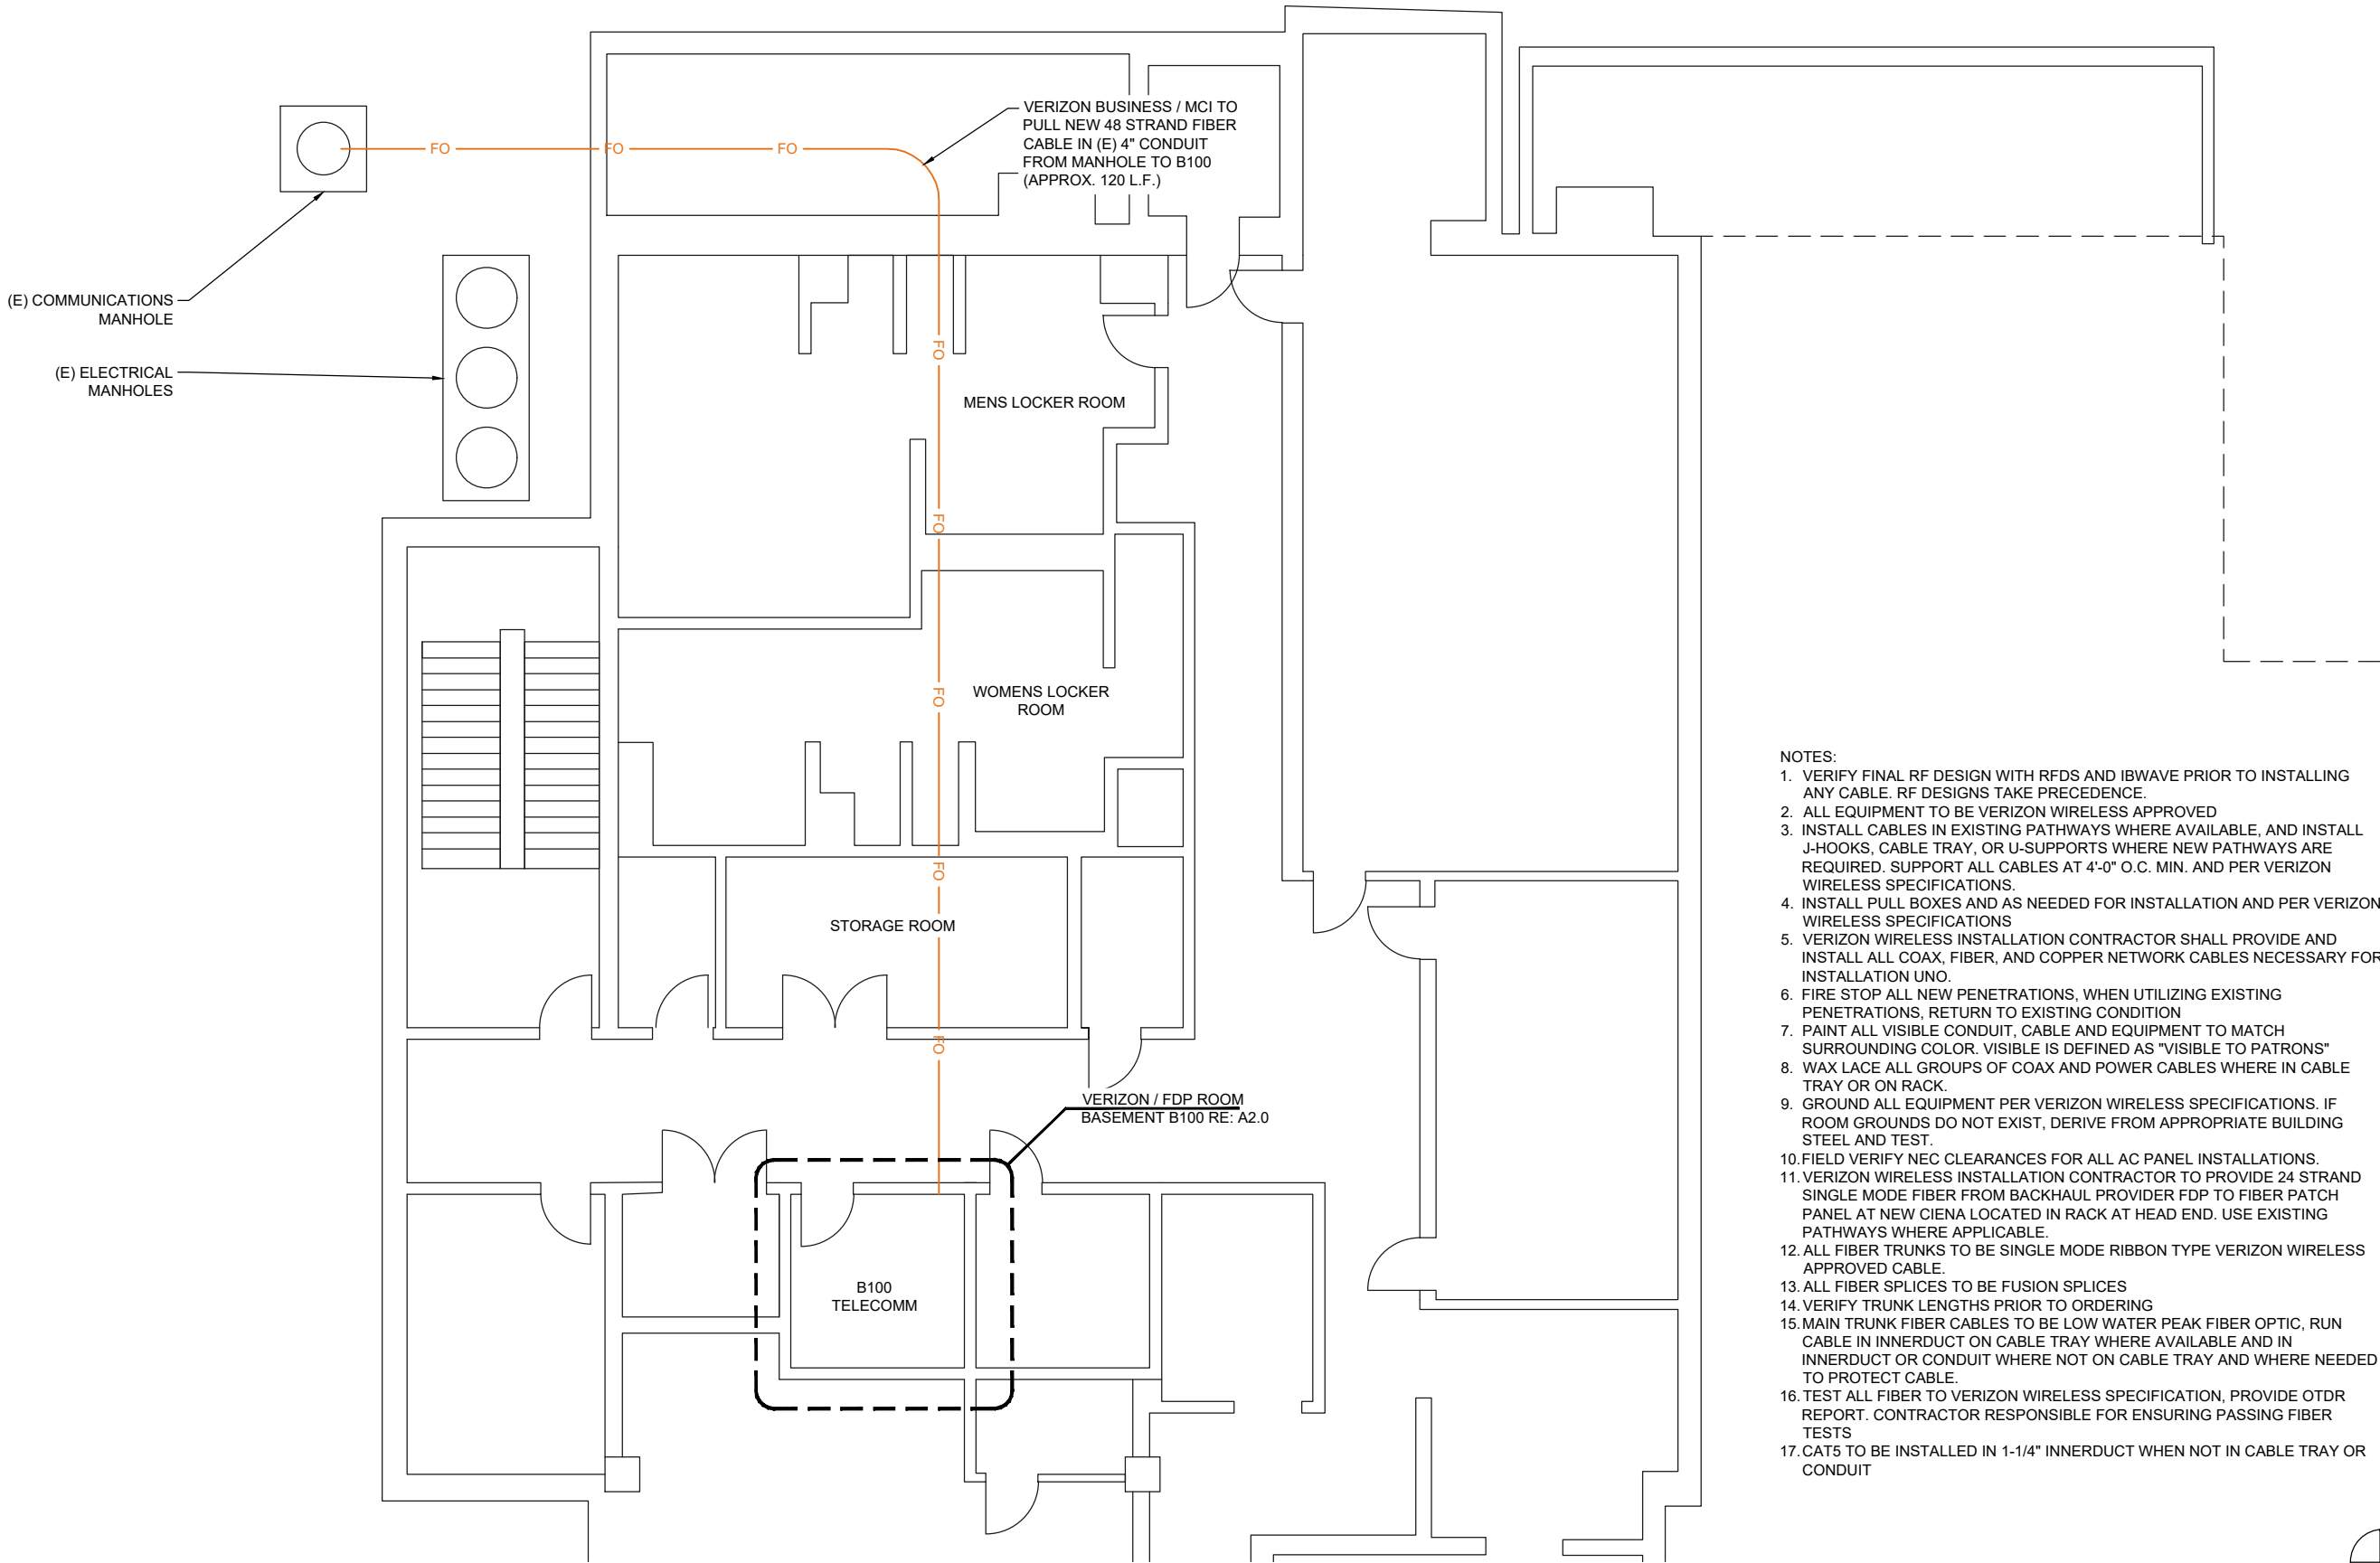 VERIZON BUSINESS / MCI TO
PULL NEW 48 STRAND FIBER
CABLE IN (E) 4" CONDUIT
FROM MANHOLE TO B100
(APPROX. 120 L.F.)
FO
FO
FO
(E) COMMUNICATIONS
MANHOLE
(E) ELECTRICAL
MANHOLES
FO
MENS LOCKER ROOM
FO
FO
WOMENS LOCKER
ROOM
FO
STORAGE ROOM
FO
VERIZON / FDP ROOM
BASEMENT B100 RE: A2.0
B100
TELECOMM
NOTES:
1. VERIFY FINAL RF DESIGN WITH RFDS AND IBWAVE PRIOR TO INSTALLING
ANY CABLE. RF DESIGNS TAKE PRECEDENCE.
2. ALL EQUIPMENT TO BE VERIZON WIRELESS APPROVED
3. INSTALL CABLES IN EXISTING PATHWAYS WHERE AVAILABLE, AND INSTALL
J-HOOKS, CABLE TRAY, OR U-SUPPORTS WHERE NEW PATHWAYS ARE
REQUIRED. SUPPORT ALL CABLES AT 4'-0" O.C. MIN. AND PER VERIZON
WIRELESS SPECIFICATIONS.
4. INSTALL PULL BOXES AND AS NEEDED FOR INSTALLATION AND PER VERIZON
WIRELESS SPECIFICATIONS
5. VERIZON WIRELESS INSTALLATION CONTRACTOR SHALL PROVIDE AND
INSTALL ALL COAX, FIBER, AND COPPER NETWORK CABLES NECESSARY FOR
INSTALLATION UNO.
6. FIRE STOP ALL NEW PENETRATIONS, WHEN UTILIZING EXISTING
PENETRATIONS, RETURN TO EXISTING CONDITION
7. PAINT ALL VISIBLE CONDUIT, CABLE AND EQUIPMENT TO MATCH
SURROUNDING COLOR. VISIBLE IS DEFINED AS "VISIBLE TO PATRONS"
8. WAX LACE ALL GROUPS OF COAX AND POWER CABLES WHERE IN CABLE
TRAY OR ON RACK.
9. GROUND ALL EQUIPMENT PER VERIZON WIRELESS SPECIFICATIONS. IF
ROOM GROUNDS DO NOT EXIST, DERIVE FROM APPROPRIATE BUILDING
STEEL AND TEST.
10. FIELD VERIFY NEC CLEARANCES FOR ALL AC PANEL INSTALLATIONS.
11. VERIZON WIRELESS INSTALLATION CONTRACTOR TO PROVIDE 24 STRAND
SINGLE MODE FIBER FROM BACKHAUL PROVIDER FDP TO FIBER PATCH
PANEL AT NEW CIENA LOCATED IN RACK AT HEAD END. USE EXISTING
PATHWAYS WHERE APPLICABLE.
12. ALL FIBER TRUNKS TO BE SINGLE MODE RIBBON TYPE VERIZON WIRELESS
APPROVED CABLE.
13. ALL FIBER SPLICES TO BE FUSION SPLICES
14. VERIFY TRUNK LENGTHS PRIOR TO ORDERING
15. MAIN TRUNK FIBER CABLES TO BE LOW WATER PEAK FIBER OPTIC, RUN
CABLE IN INNERDUCT ON CABLE TRAY WHERE AVAILABLE AND IN
INNERDUCT OR CONDUIT WHERE NOT ON CABLE TRAY AND WHERE NEEDED
TO PROTECT CABLE.
16. TEST ALL FIBER TO VERIZON WIRELESS SPECIFICATION, PROVIDE OTDR
REPORT. CONTRACTOR RESPONSIBLE FOR ENSURING PASSING FIBER
TESTS
17. CAT5 TO BE INSTALLED IN 1-1/4" INNERDUCT WHEN NOT IN CABLE TRAY OR
CONDUIT